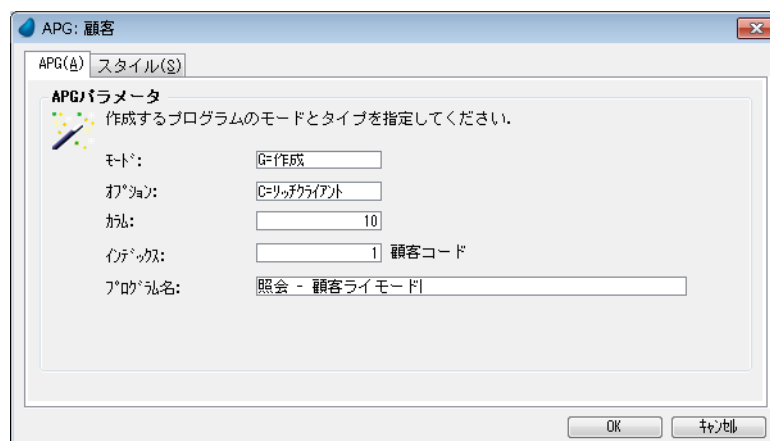 APG: 顧客
APG(A) スタイル(S)
APGパラメータ
作成するプログラムのモードとタイプを指定してください.
ﾓｰﾄﾞ: G=作成
ｵﾌﾟｼｮﾝ: C=ﾘｯﾁｸﾗｲｱﾝﾄ
ｶﾗﾑ: 10
ｲﾝﾃﾞｯｸｽ: 1 顧客コード
ﾌﾟﾛｸﾞﾗﾑ名: 照会 - 顧客ライモード
OK ｷｬﾝｾﾙ